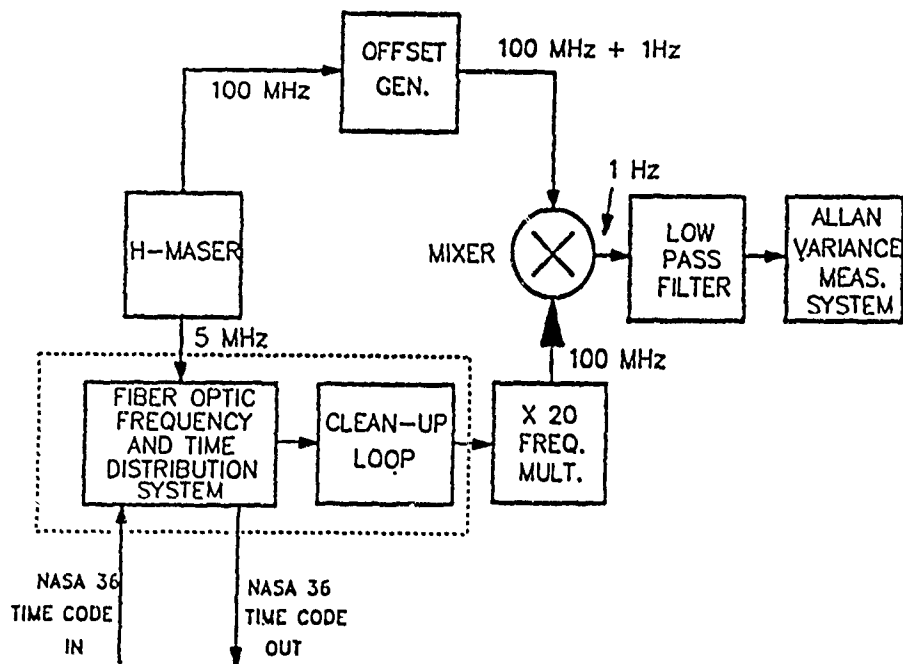 OFFSET
GEN.
100 MHz
100 MHz + 1Hz
H-MASER
MIXER
1 Hz
LOW
PASS
FILTER
ALLAN
VARIANCE
MEAS.
SYSTEM
5 MHz
100 MHz
FIBER OPTIC
FREQUENCY
AND TIME
DISTRIBUTION
SYSTEM
CLEAN-UP
LOOP
X 20
FREQ.
MULT.
NASA 36
TIME CODE
IN
NASA 36
TIME CODE
OUT